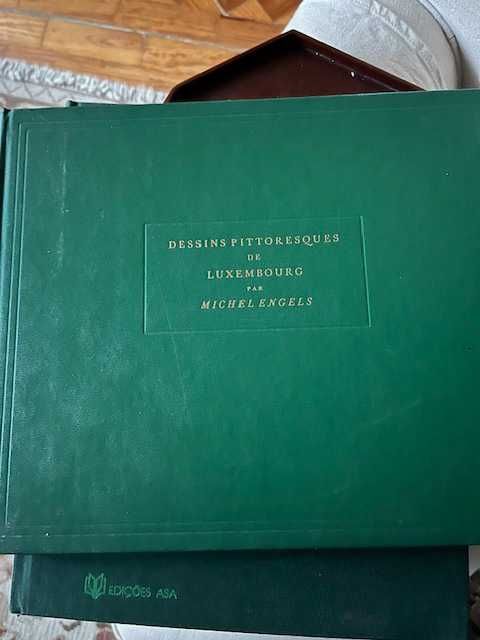 DESSINS PITTORESQUES
DE
LUXEMBOURG
PAR
MICHEL ENGELS
EDIÇÕES ASA